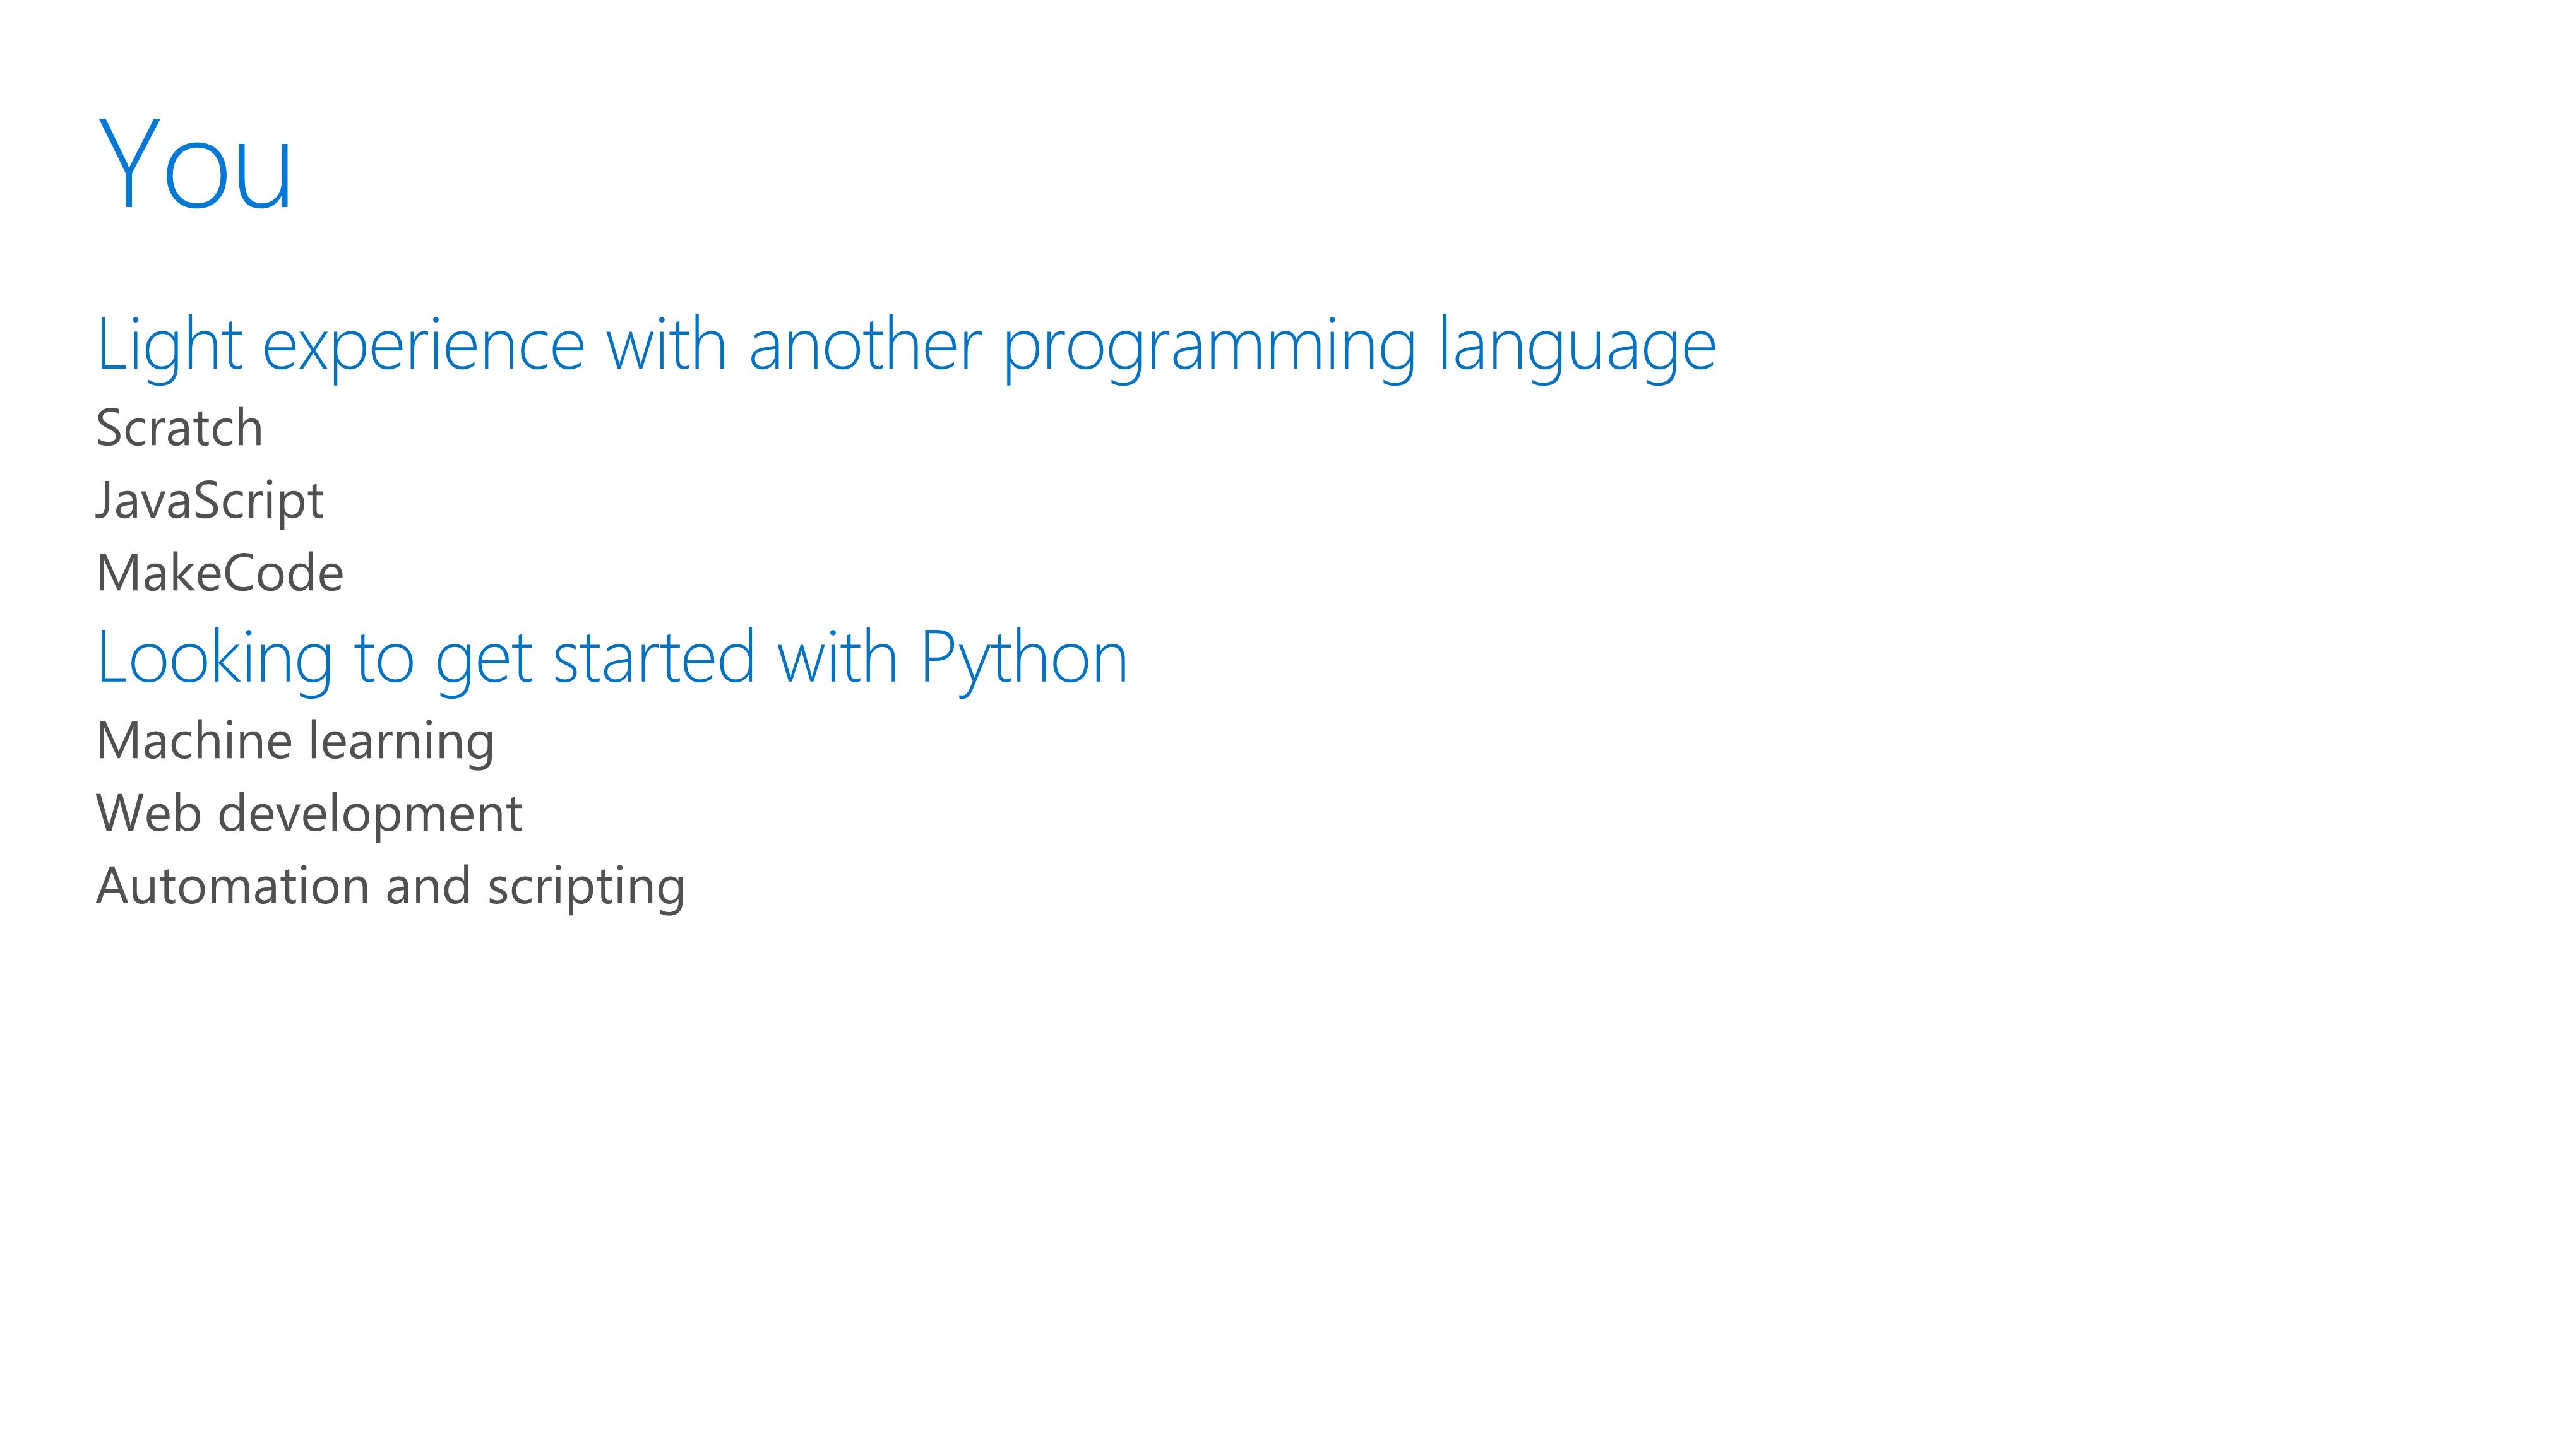 You
Light experience with another programming language
Scratch
JavaScript
MakeCode
Looking to get started with Python
Machine learning
Web development
Automation and scripting